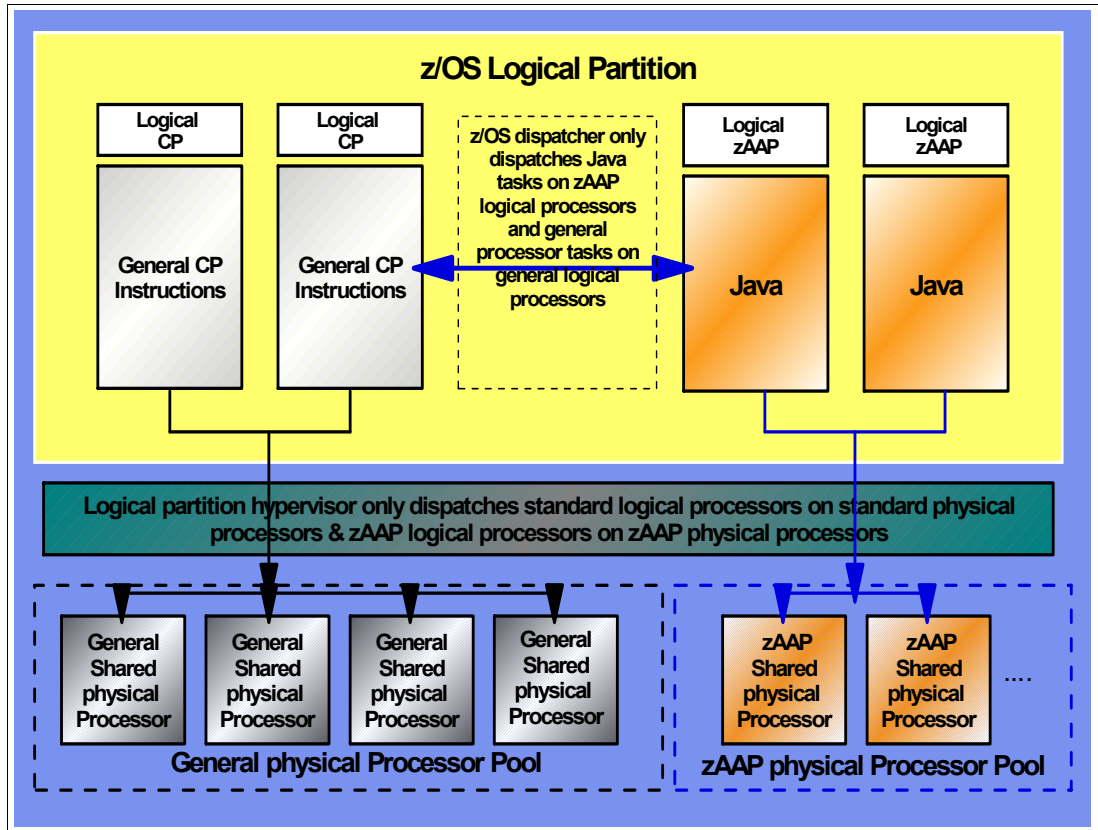 z/OS Logical Partition
Logical
CP
Logical
CP
z/OS dispatcher only
dispatches Java
tasks on zAAP
logical processors
and general
processor tasks on
general logical
processors
Logical
zAAP
Logical
zAAP
General CP
Instructions
General CP
Instructions
Java
Java
Logical partition hypervisor only dispatches standard logical processors on standard physical
processors & zAAP logical processors on zAAP physical processors
General
Shared
physical
Processor
General
Shared
physical
Processor
General
Shared
physical
Processor
General
Shared
physical
Processor
General physical Processor Pool
zAAP
Shared
physical
Processor
zAAP
Shared
physical
Processor
....
zAAP physical Processor Pool